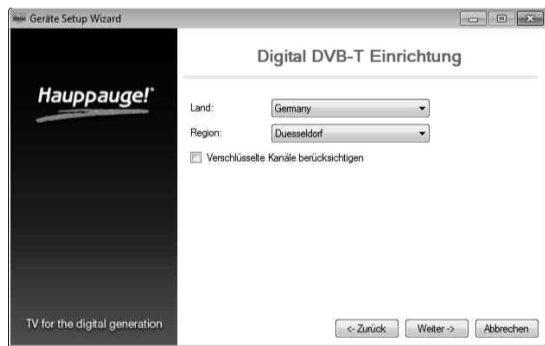 Geräte Setup Wizard
Digital DVB-T Einrichtung
Hauppauge!
Land: Germany
Region: Duesseldorf
Verschlüsselte Kanäle berücksichtigen
TV for the digital generation
<- Zurück Weiter -> Abbrechen